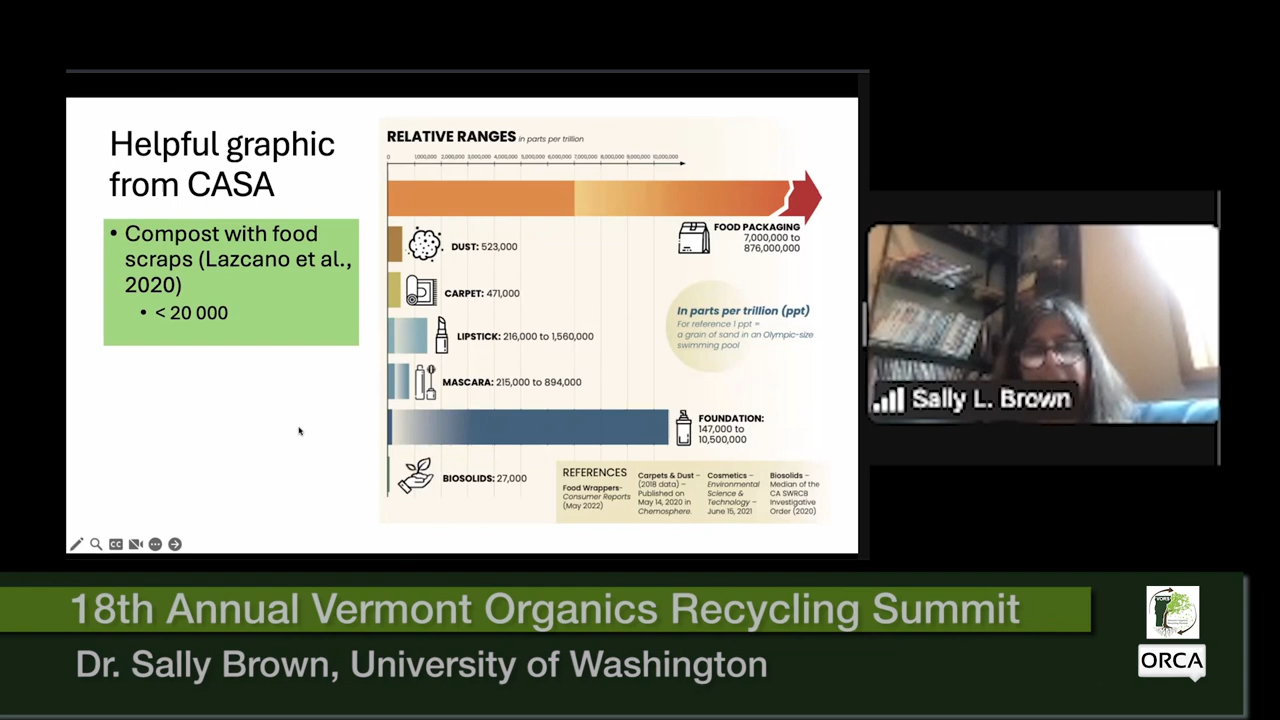 Helpful graphic
from CASA
• Compost with food
scraps (Lazcano et al.,
2020)
• < 20 000
RELATIVE RANGES in parts per trillion
0 1,000,000 2,000,000 3,000,000 4,000,000 5,000,000 6,000,000 7,000,000 8,000,000 9,000,000 10,000,000
FOOD PACKAGING
7,000,000 to
876,000,000
DUST: 523,000
CARPET: 471,000
In parts per trillion (ppt)
For reference 1 ppt =
a grain of sand in an Olympic-size
swimming pool
LIPSTICK: 216,000 to 1,560,000
MASCARA: 215,000 to 894,000
FOUNDATION:
147,000 to
10,500,000
BIOSOLIDS: 27,000
REFERENCES
Food Wrappers-
Consumer Reports
(May 2022)
Carpets & Dust –
(2018 data) –
Published on
May 14, 2020 in
Chemosphere.
Cosmetics –
Environmental
Science &
Technology –
June 15, 2021
Biosolids –
Median of the
CA SWRCB
Investigative
Order (2020)
CC
Sally L. Brown
18th Annual Vermont Organics Recycling Summit
Dr. Sally Brown, University of Washington
ORCA